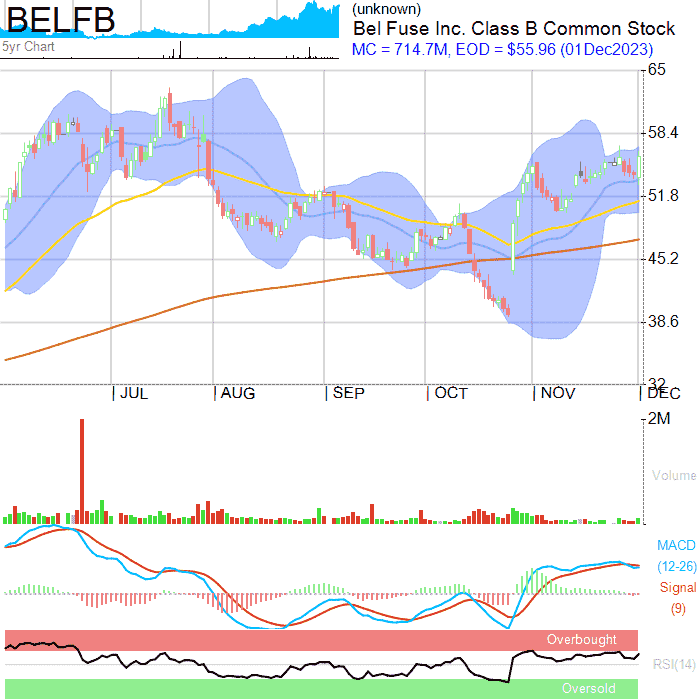 BELFB
5yr Chart
(unknown)
Bel Fuse Inc. Class B Common Stock
MC = 714.7M, EOD = $55.96 (01Dec2023)
65
58.4
51.8
45.2
38.6
32
JUL AUG SEP OCT NOV DEC
2M
Volume
MACD
(12-26)
Signal
(9)
Overbought
RSI(14)
Oversold